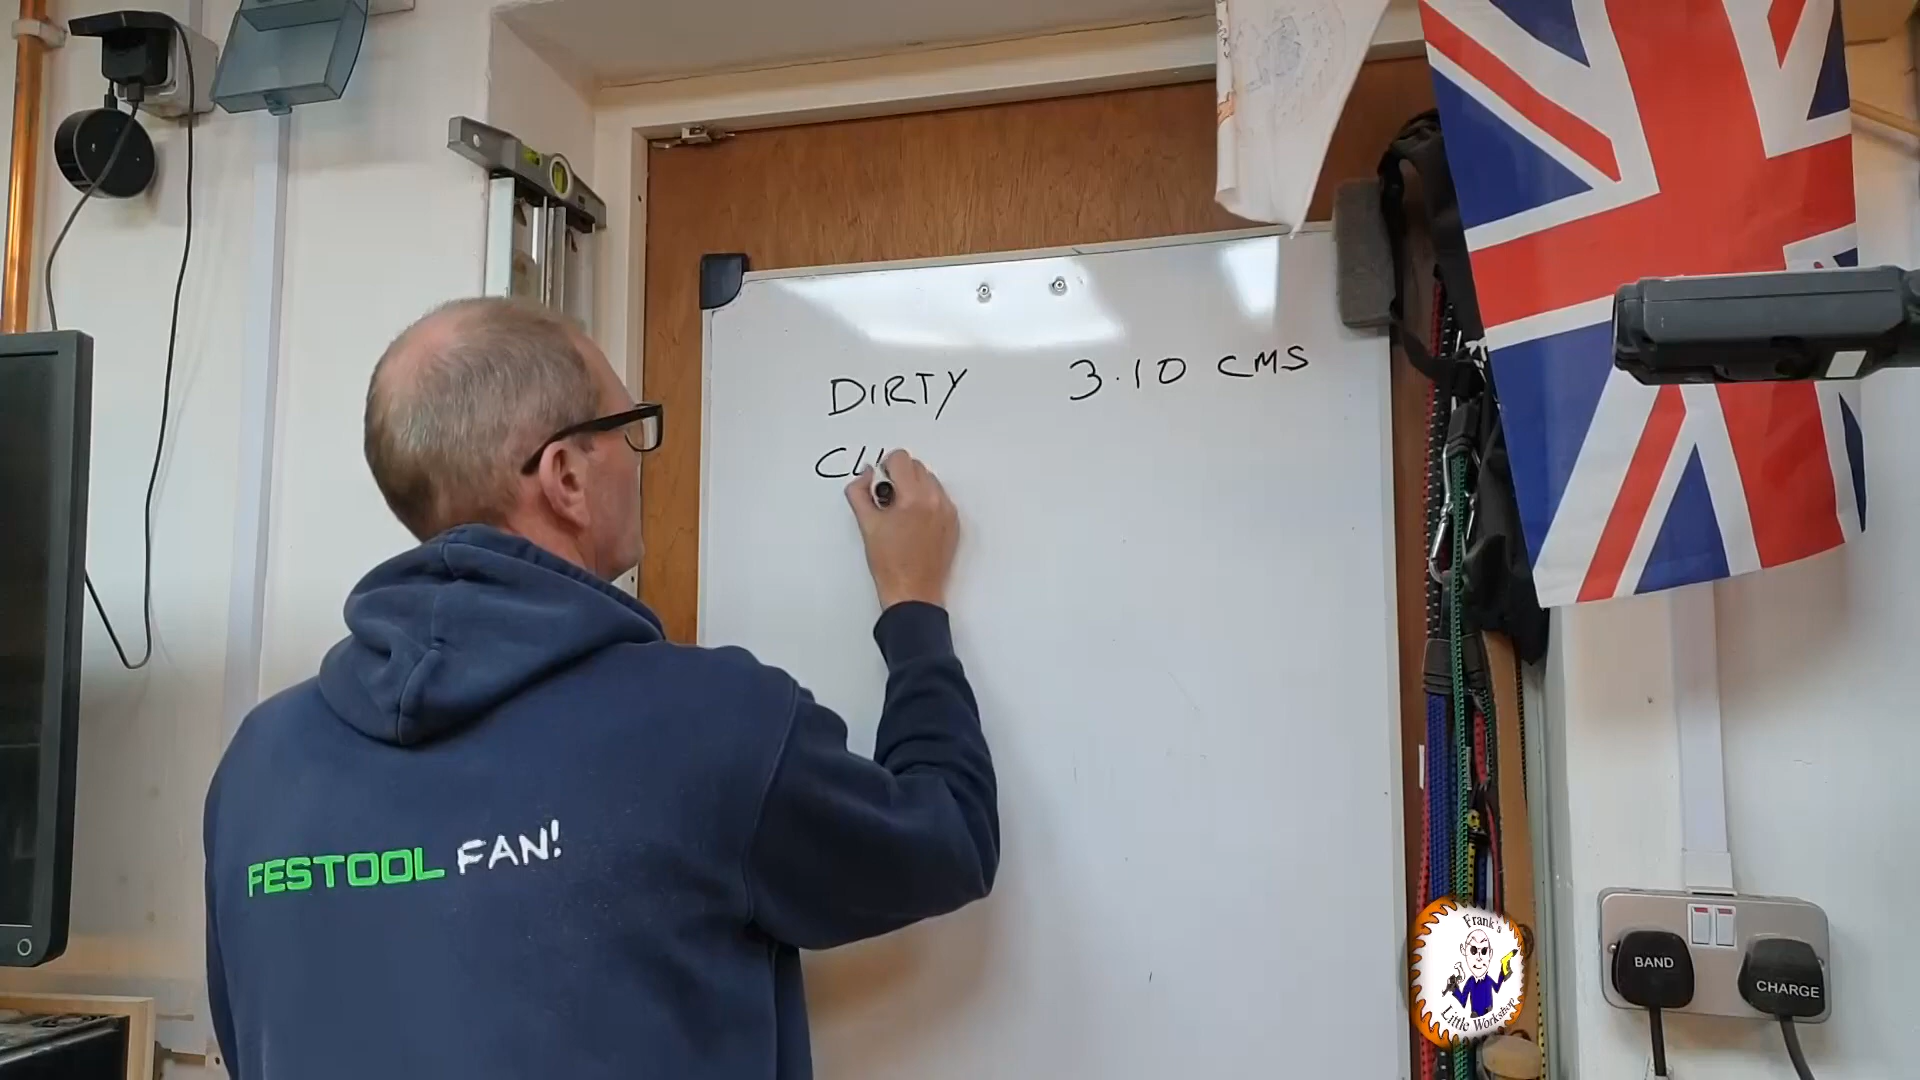 DIRTY 3.10 CMS
FESTOOL FAN!
Frank's
Little Workshop
BAND
CHARGE